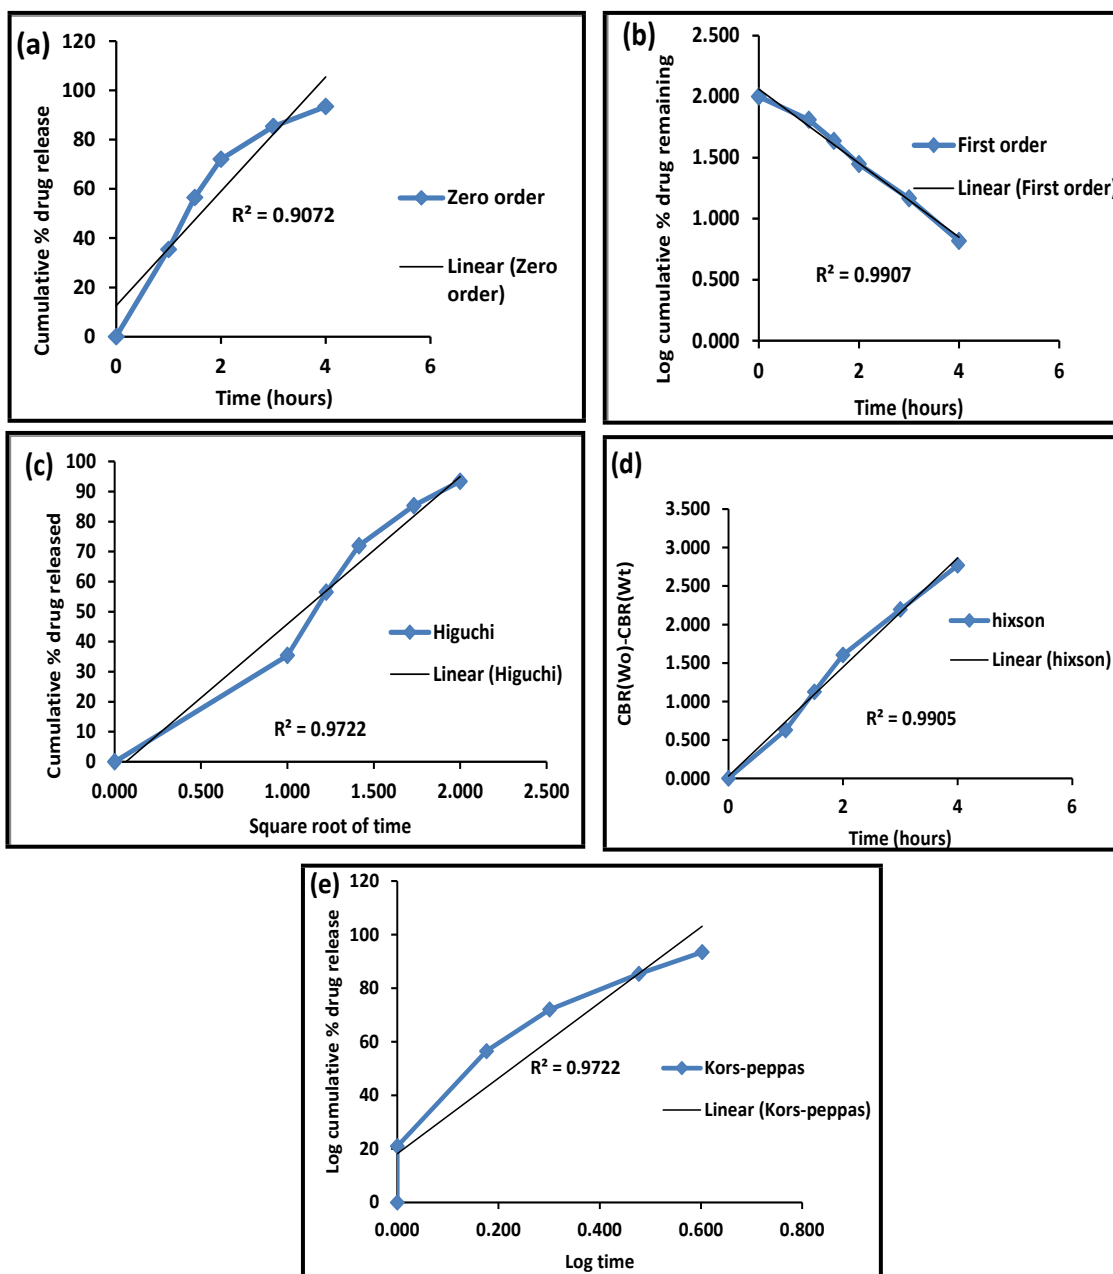 (a)
120
100
80
60
40
20
0
0 2 4 6
Cumulative % drug release
Time (hours)
R² = 0.9072
Zero order
Linear (Zero
order)
(b)
2.500
2.000
1.500
1.000
0.500
0.000
0 2 4 6
Log cumulative % drug remaining
Time (hours)
R² = 0.9907
First order
Linear (First order)
(c)
100
90
80
70
60
50
40
30
20
10
0
0.000 0.500 1.000 1.500 2.000 2.500
Cumulative % drug released
Square root of time
R² = 0.9722
Higuchi
Linear (Higuchi)
(d)
3.500
3.000
2.500
2.000
1.500
1.000
0.500
0.000
0 2 4 6
CBR(Wo)-CBR(Wt)
Time (hours)
R² = 0.9905
hixson
Linear (hixson)
(e)
120
100
80
60
40
20
0
0.000 0.200 0.400 0.600 0.800
Log cumulative % drug release
Log time
R² = 0.9722
Kors-peppas
Linear (Kors-peppas)